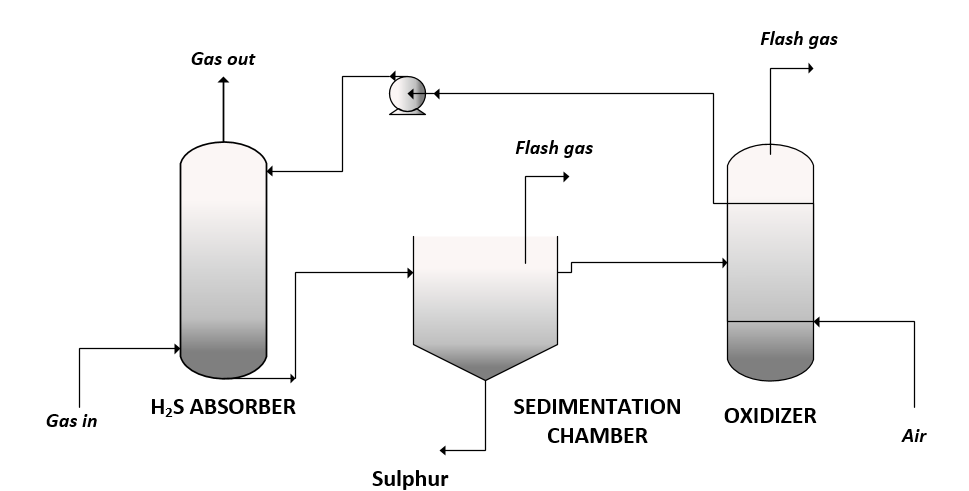 Flash gas
Gas out
Flash gas
H₂S ABSORBER
SEDIMENTATION
CHAMBER
OXIDIZER
Gas in
Air
Sulphur